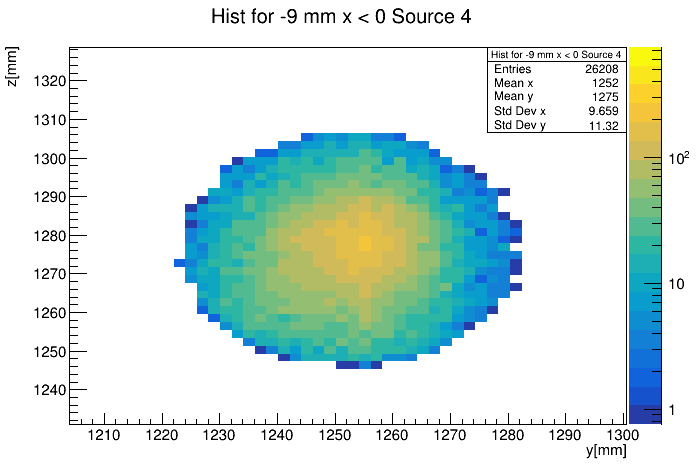 Hist for -9 mm x < 0 Source 4
z[mm]
Hist for -9 mm x < 0 Source 4
Entries 26208
Mean x 1252
Mean y 1275
Std Dev x 9.659
Std Dev y 11.32
1320
1310
1300
1290
1280
1270
1260
1250
1240
10²
10
1
1210 1220 1230 1240 1250 1260 1270 1280 1290 1300
y[mm]